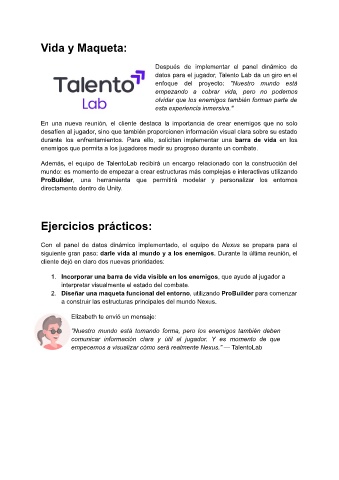 Vida y Maqueta:
Talento
Lab
Después de implementar el panel dinámico de
datos para el jugador, Talento Lab da un giro en el
enfoque del proyecto: "Nuestro mundo está
empezando a cobrar vida, pero no podemos
olvidar que los enemigos también forman parte de
esta experiencia inmersiva."
En una nueva reunión, el cliente destaca la importancia de crear enemigos que no solo
desafíen al jugador, sino que también proporcionen información visual clara sobre su estado
durante los enfrentamientos. Para ello, solicitan implementar una barra de vida en los
enemigos que permita a los jugadores medir su progreso durante un combate.
Además, el equipo de TalentoLab recibirá un encargo relacionado con la construcción del
mundo: es momento de empezar a crear estructuras más complejas e interactivas utilizando
ProBuilder, una herramienta que permitirá modelar y personalizar los entornos
directamente dentro de Unity.
Ejercicios prácticos:
Con el panel de datos dinámico implementado, el equipo de Nexus se prepara para el
siguiente gran paso: darle vida al mundo y a los enemigos. Durante la última reunión, el
cliente dejó en claro dos nuevas prioridades:
1. Incorporar una barra de vida visible en los enemigos, que ayude al jugador a
interpretar visualmente el estado del combate.
2. Diseñar una maqueta funcional del entorno, utilizando ProBuilder para comenzar
a construir las estructuras principales del mundo Nexus.
Elizabeth te envió un mensaje:
"Nuestro mundo está tomando forma, pero los enemigos también deben
comunicar información clara y útil al jugador. Y es momento de que
empecemos a visualizar cómo será realmente Nexus." — TalentoLab